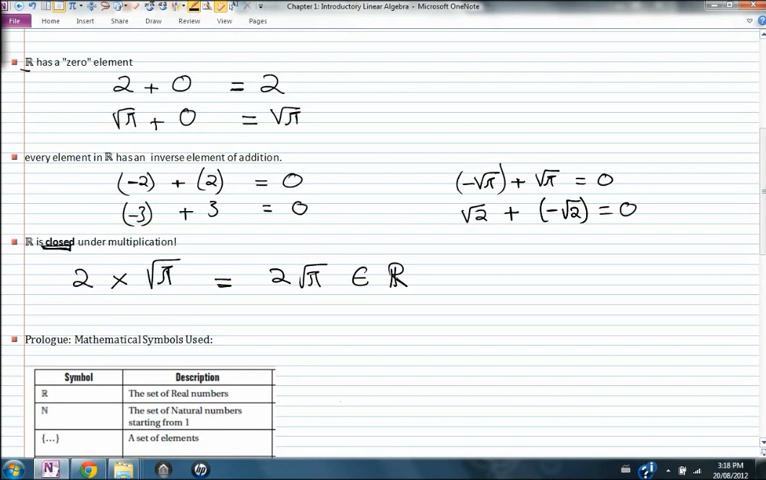 Chapter 1: Introductory Linear Algebra - Microsoft OneNote
File Home Insert Share Draw Review View Pages
ℝ has a "zero" element
2 + 0 = 2
√π + 0 = √π
every element in ℝ has an inverse element of addition.
(-2) + (2) = 0 (-√π) + √π = 0
(-3) + 3 = 0 √2 + (-√2) = 0
ℝ is closed under multiplication!
2 × √π = 2√π ∈ ℝ
Prologue: Mathematical Symbols Used:
Symbol Description
R The set of Real numbers
N The set of Natural numbers
starting from 1
{...} A set of elements
3:18 PM
20/08/2012